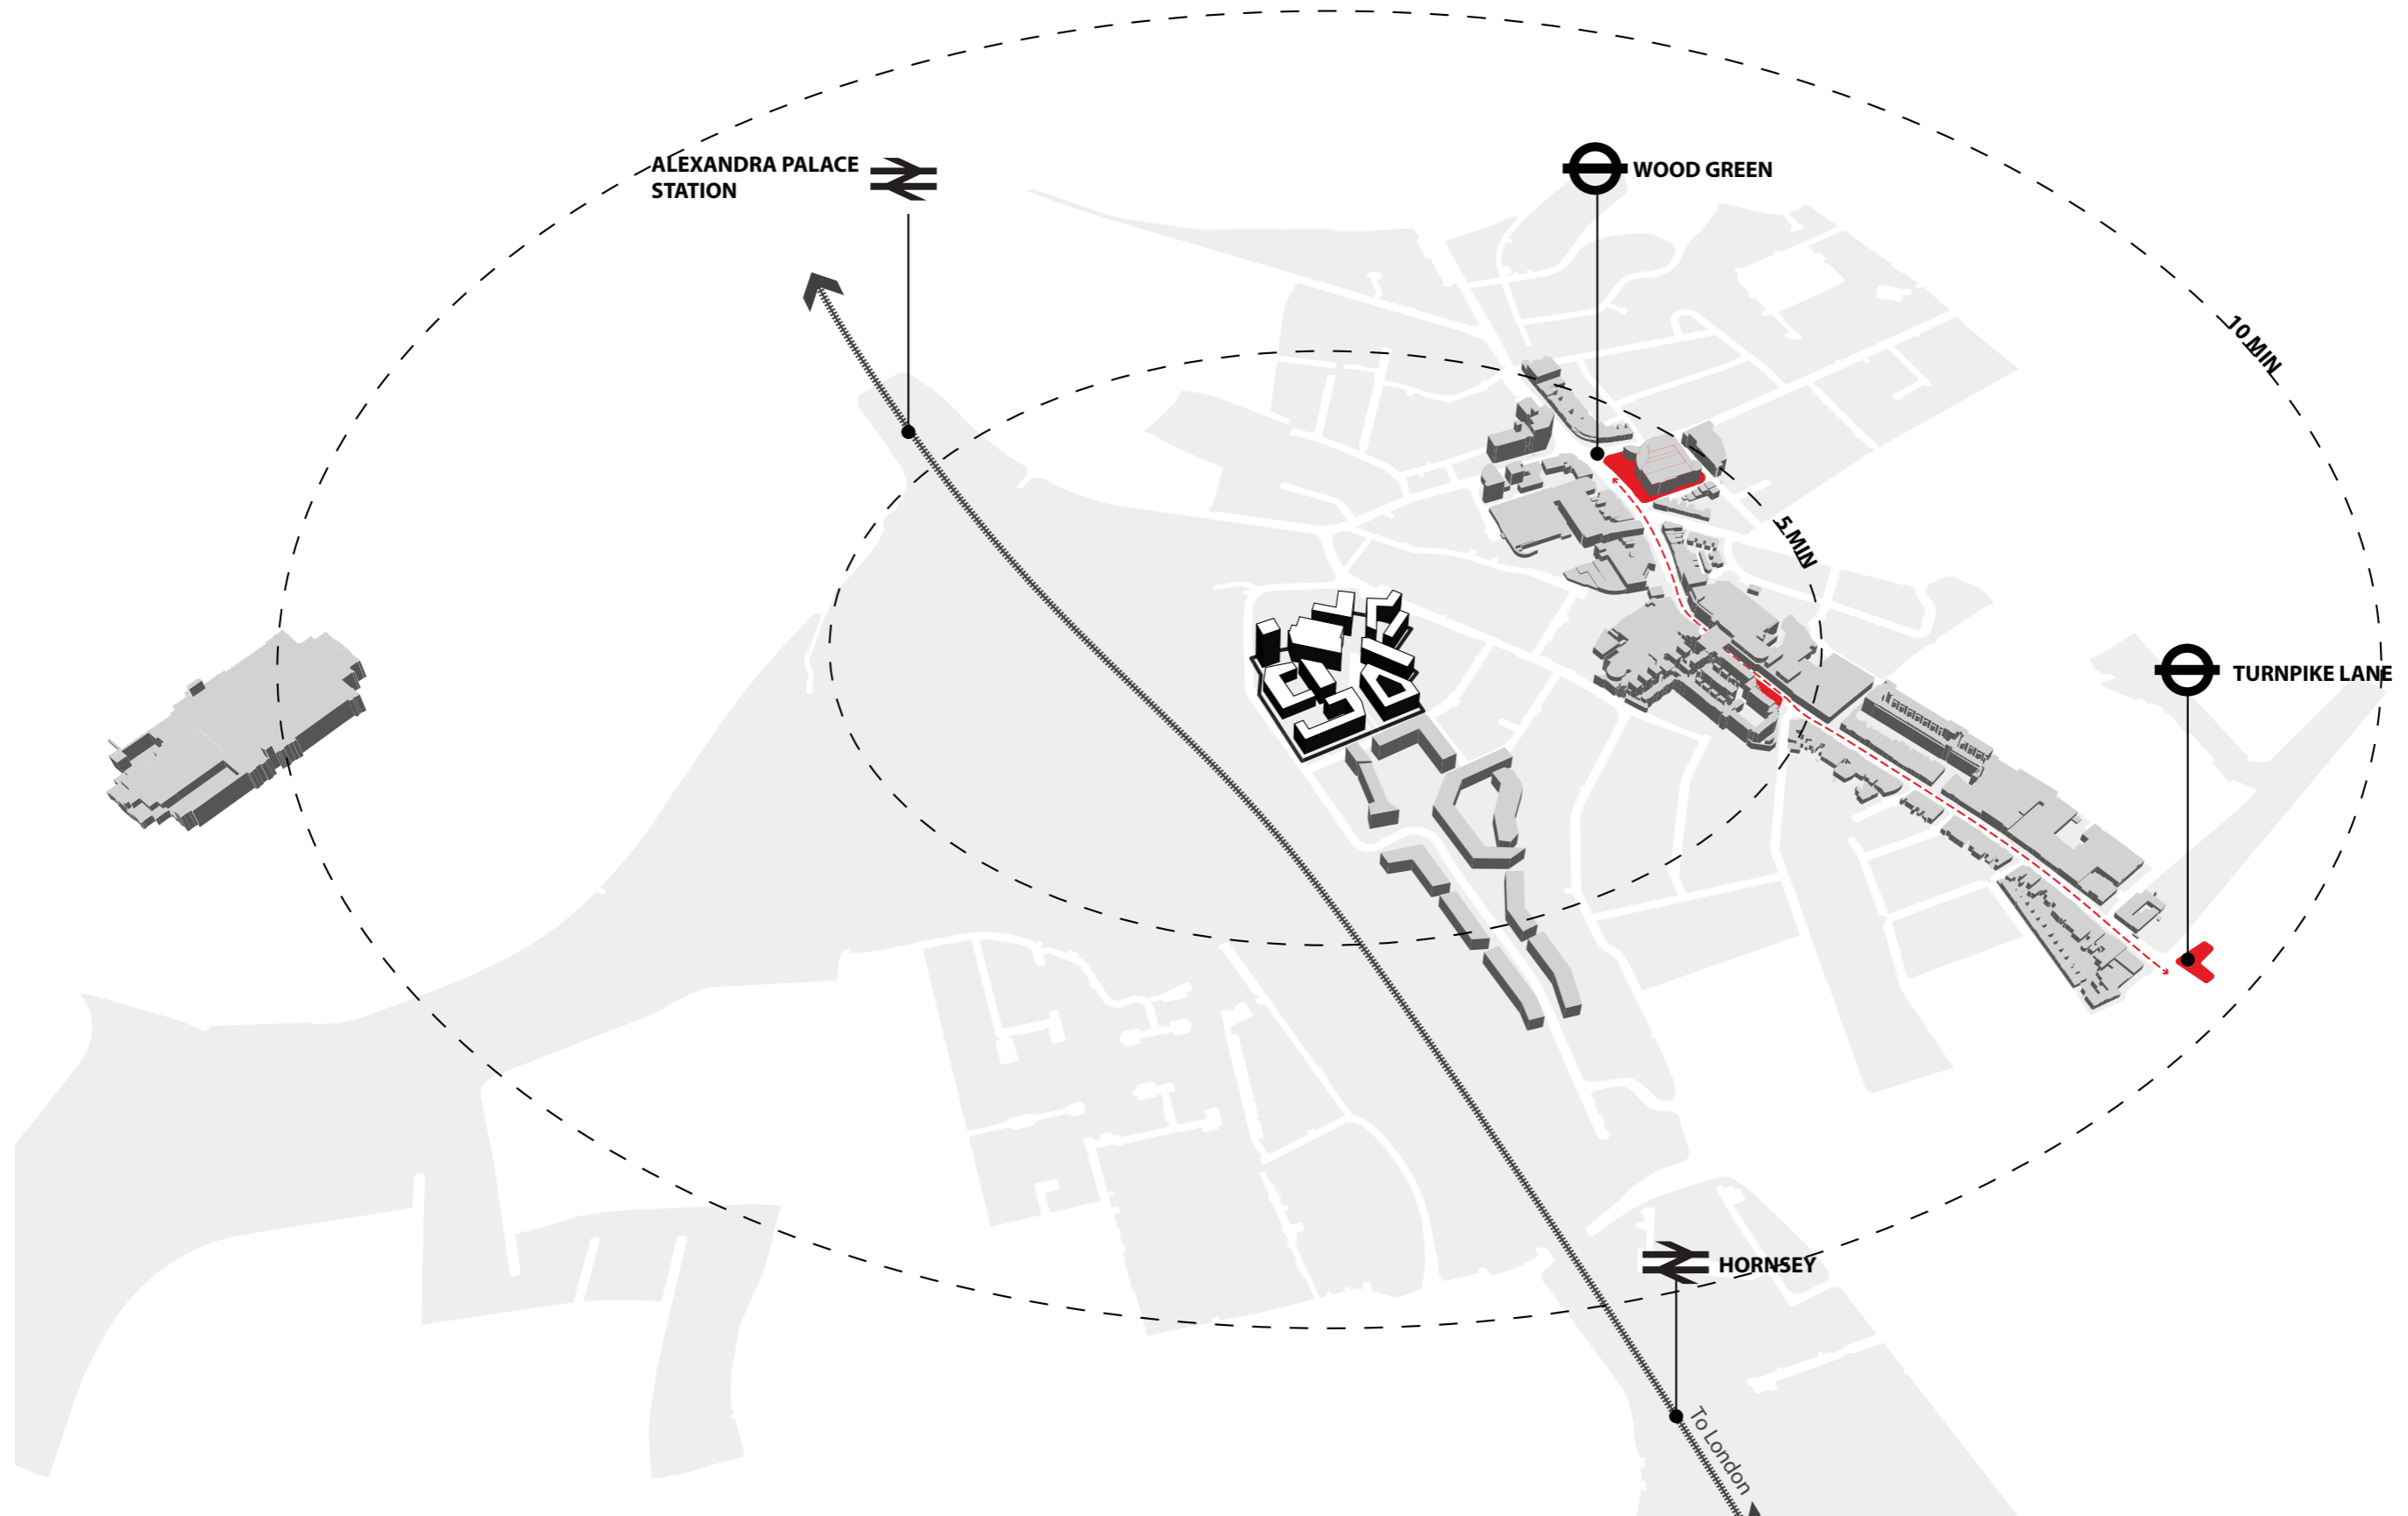 ALEXANDRA PALACE
STATION
WOOD GREEN
10 MIN
5 MIN
TURNPIKE LANE
HORNSEY
To London